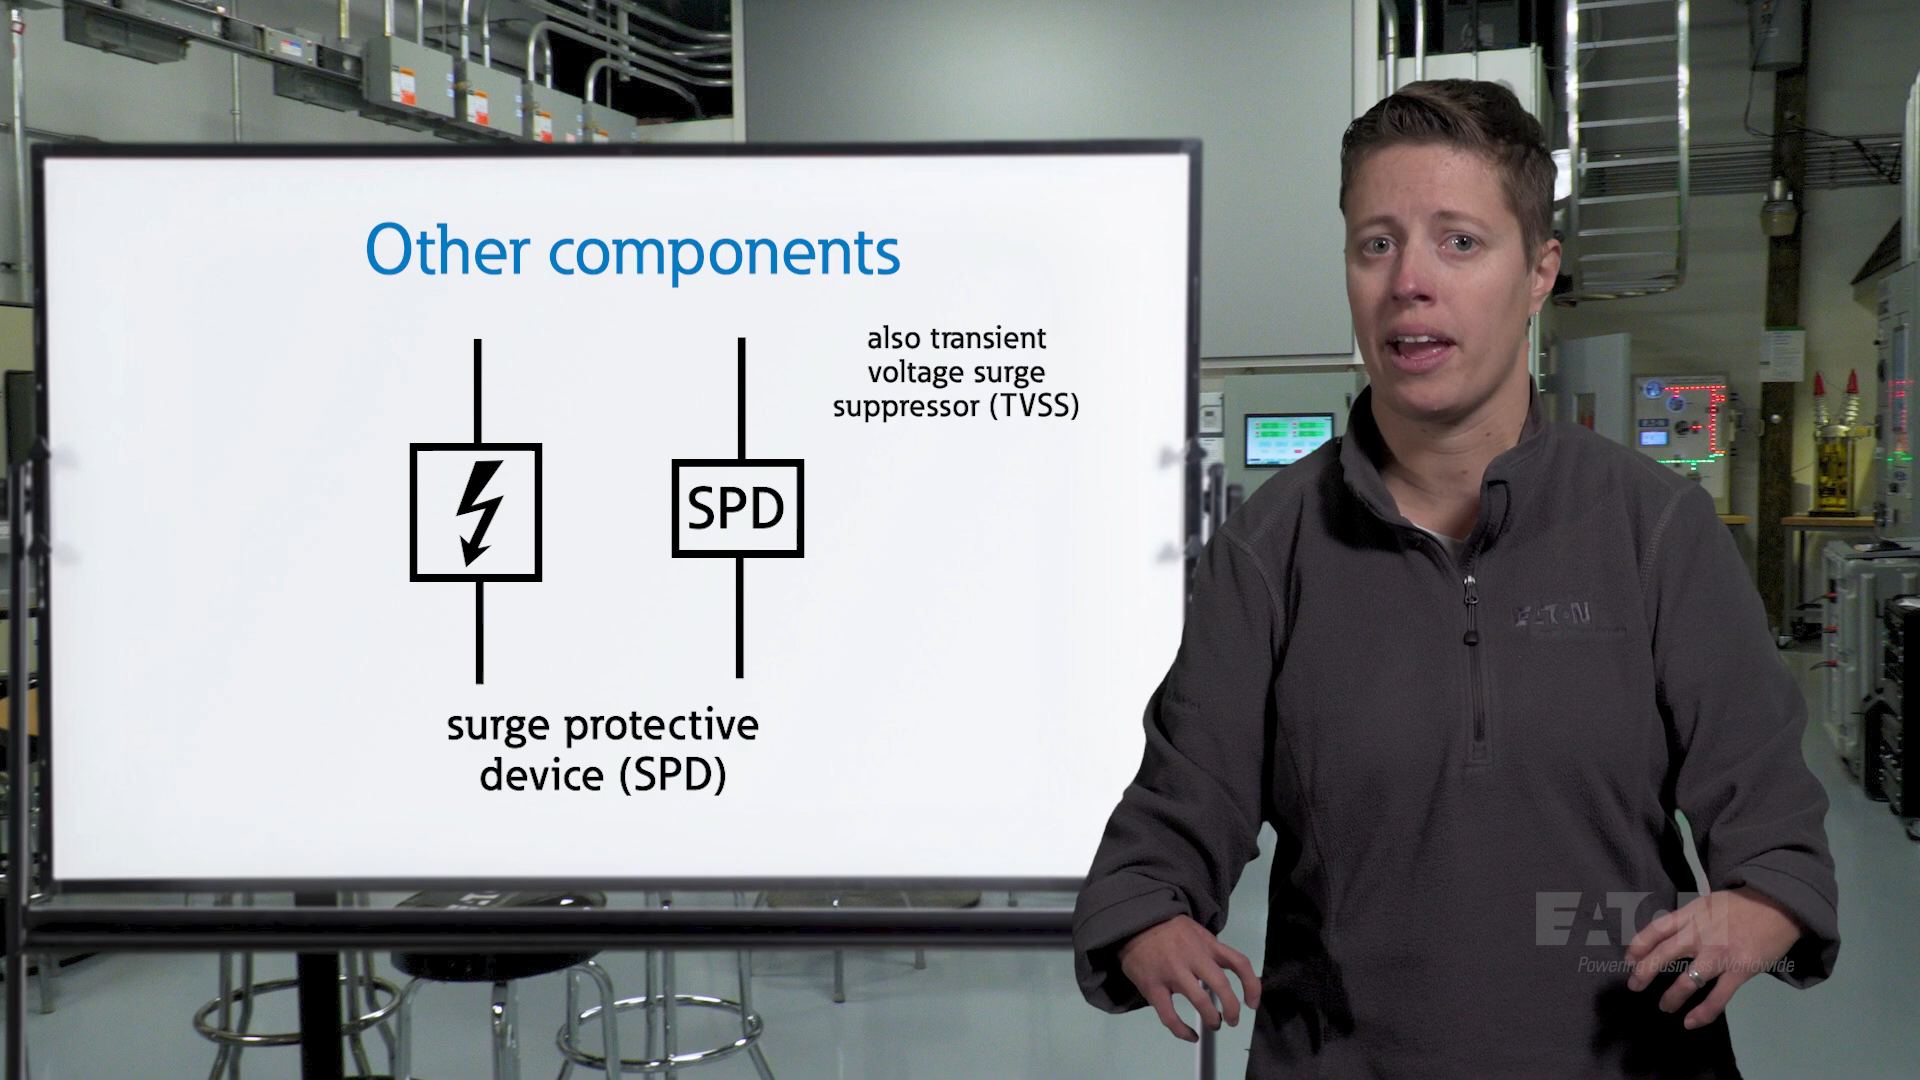 Other components
also transient
voltage surge
suppressor (TVSS)
SPD
surge protective
device (SPD)
EATON
EATON
Powering Business Worldwide